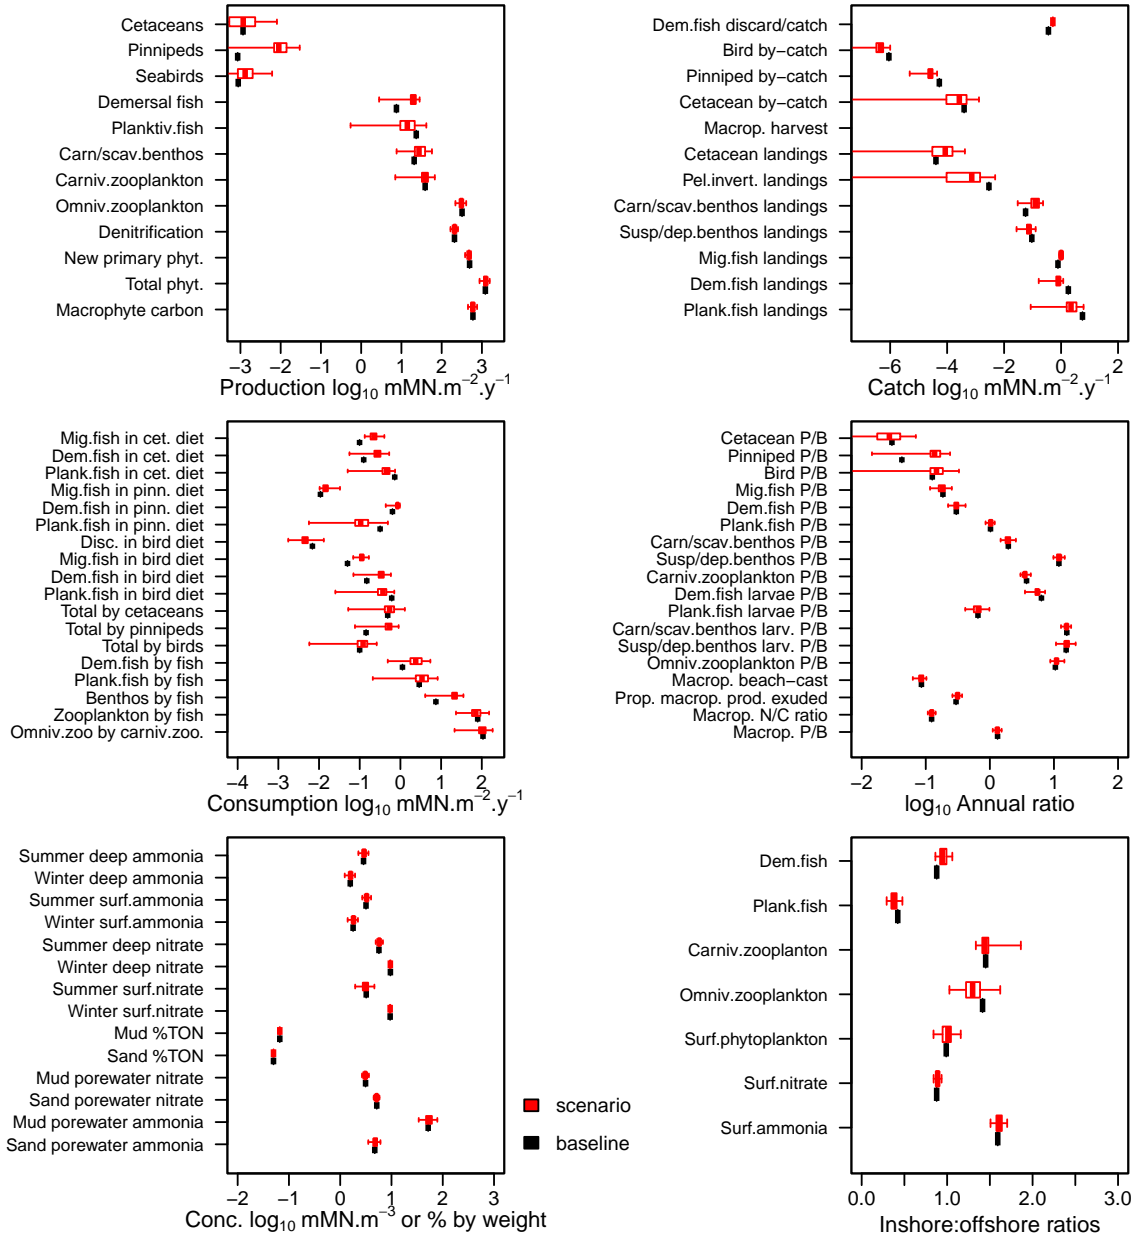 Cetaceans
Pinnipeds
Seabirds
Demersal fish
Planktiv.fish
Carn/scav.benthos
Carniv.zooplankton
Omniv.zooplankton
Denitrification
New primary phyt.
Total phyt.
Macrophyte carbon
−3 −2 −1 0 1 2 3
Production log₁₀ mMN.m⁻².y⁻¹
Dem.fish discard/catch
Bird by−catch
Pinniped by−catch
Cetacean by−catch
Macrop. harvest
Cetacean landings
Pel.invert. landings
Carn/scav.benthos landings
Susp/dep.benthos landings
Mig.fish landings
Dem.fish landings
Plank.fish landings
−6 −4 −2 0 2
Catch log₁₀ mMN.m⁻².y⁻¹
Mig.fish in cet. diet
Dem.fish in cet. diet
Plank.fish in cet. diet
Mig.fish in pinn. diet
Dem.fish in pinn. diet
Plank.fish in pinn. diet
Disc. in bird diet
Mig.fish in bird diet
Dem.fish in bird diet
Plank.fish in bird diet
Total by cetaceans
Total by pinnipeds
Total by birds
Dem.fish by fish
Plank.fish by fish
Benthos by fish
Zooplankton by fish
Omniv.zoo by carniv.zoo.
−4 −3 −2 −1 0 1 2
Consumption log₁₀ mMN.m⁻².y⁻¹
Cetacean P/B
Pinniped P/B
Bird P/B
Mig.fish P/B
Dem.fish P/B
Plank.fish P/B
Carn/scav.benthos P/B
Susp/dep.benthos P/B
Carniv.zooplankton P/B
Dem.fish larvae P/B
Plank.fish larvae P/B
Carn/scav.benthos larv. P/B
Susp/dep.benthos larv. P/B
Omniv.zooplankton P/B
Macrop. beach−cast
Prop. macrop. prod. exuded
Macrop. N/C ratio
Macrop. P/B
−2 −1 0 1 2
log₁₀ Annual ratio
Summer deep ammonia
Winter deep ammonia
Summer surf.ammonia
Winter surf.ammonia
Summer deep nitrate
Winter deep nitrate
Summer surf.nitrate
Winter surf.nitrate
Mud %TON
Sand %TON
Mud porewater nitrate
Sand porewater nitrate
Mud porewater ammonia
Sand porewater ammonia
−2 −1 0 1 2 3
Conc. log₁₀ mMN.m⁻³ or % by weight
scenario
baseline
Dem.fish
Plank.fish
Carniv.zooplanton
Omniv.zooplankton
Surf.phytoplankton
Surf.nitrate
Surf.ammonia
0.0 1.0 2.0 3.0
Inshore:offshore ratios